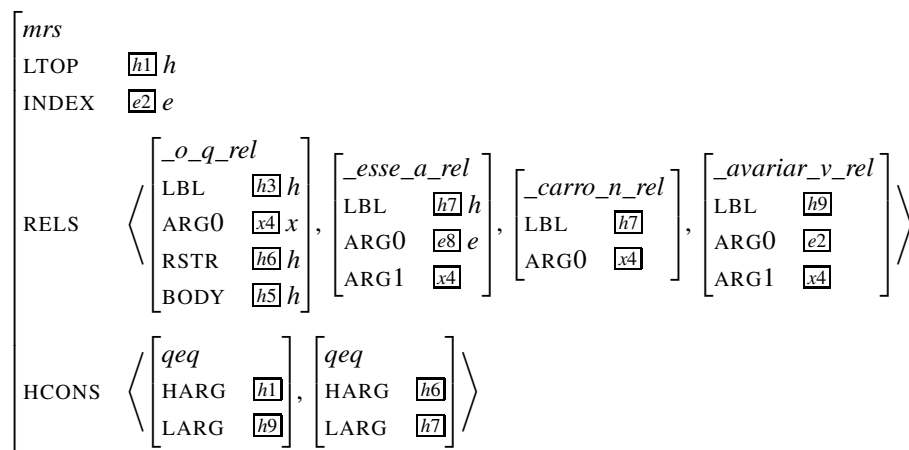 mrs
LTOP h1 h
INDEX e2 e
RELS ⟨ [ _o_q_rel LBL h3 h ARG0 x4 x RSTR h6 h BODY h5 h ] , [ _esse_a_rel LBL h7 h ARG0 e8 e ARG1 x4 ] , [ _carro_n_rel LBL h7 ARG0 x4 ] , [ _avariar_v_rel LBL h9 ARG0 e2 ARG1 x4 ] ⟩
HCONS ⟨ [ qeq HARG h1 LARG h9 ] , [ qeq HARG h6 LARG h7 ] ⟩